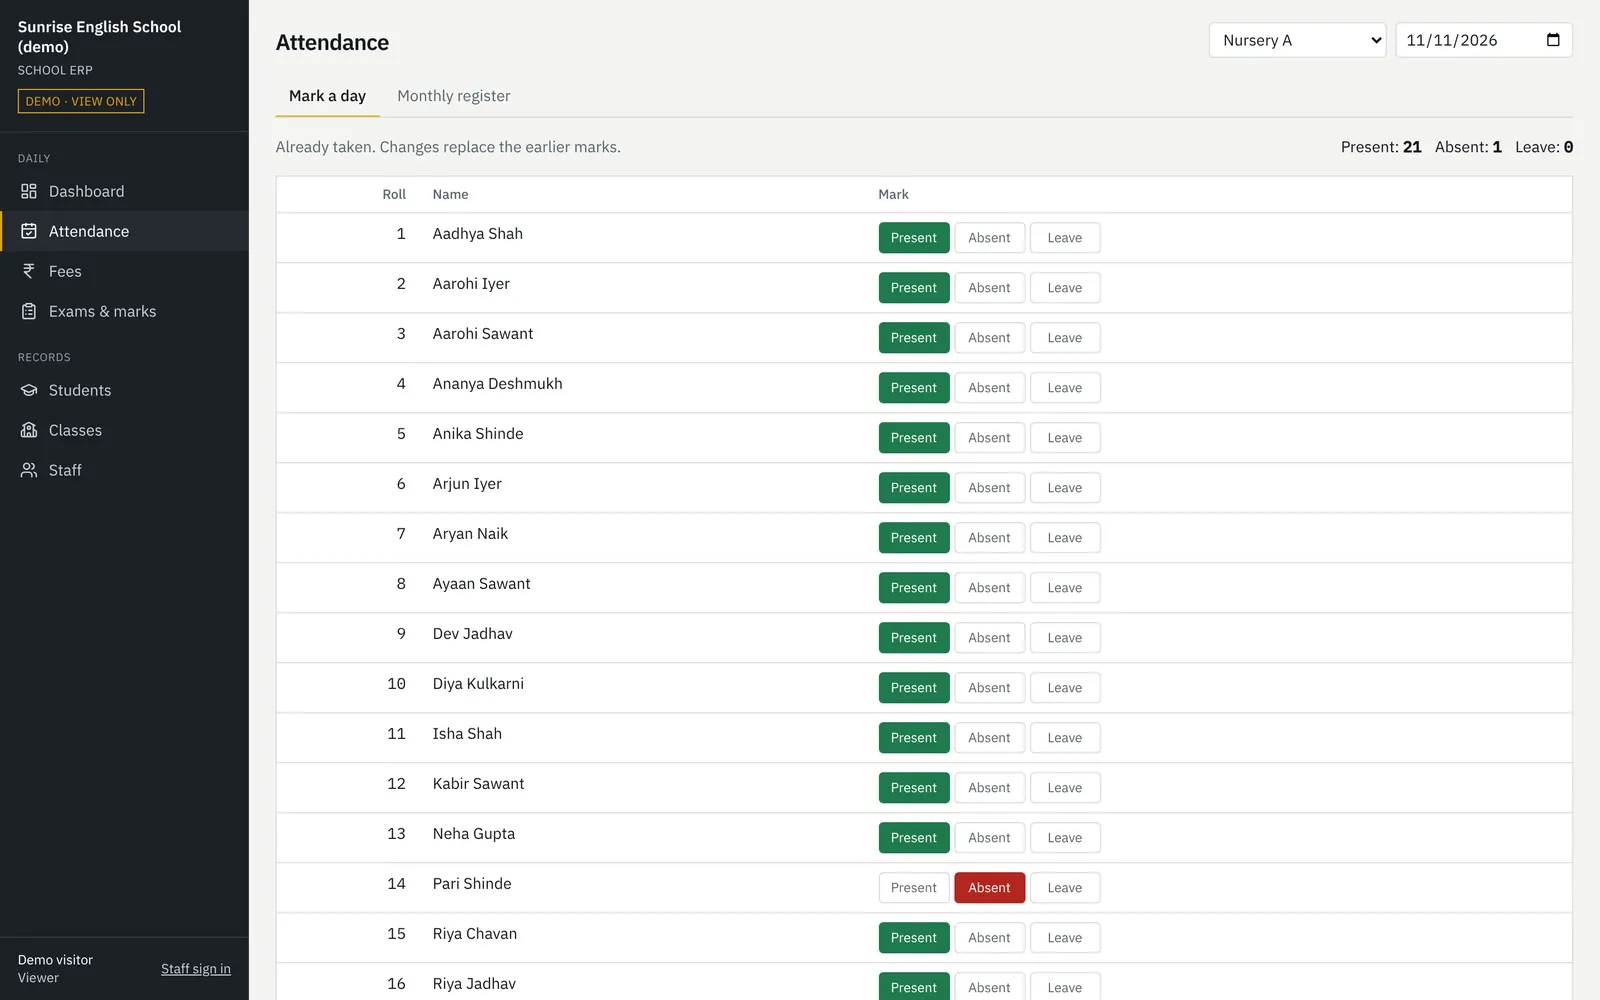 Sunrise English School
(demo)
SCHOOL ERP
DEMO · VIEW ONLY
DAILY
Dashboard
Attendance
Fees
Exams & marks
RECORDS
Students
Classes
Staff
Demo visitor
Viewer
Staff sign in
Attendance
Nursery A
11/11/2026
Mark a day Monthly register
Already taken. Changes replace the earlier marks.
Present: 21 Absent: 1 Leave: 0
Roll Name Mark
1 Aadhya Shah Present Absent Leave
2 Aarohi Iyer Present Absent Leave
3 Aarohi Sawant Present Absent Leave
4 Ananya Deshmukh Present Absent Leave
5 Anika Shinde Present Absent Leave
6 Arjun Iyer Present Absent Leave
7 Aryan Naik Present Absent Leave
8 Ayaan Sawant Present Absent Leave
9 Dev Jadhav Present Absent Leave
10 Diya Kulkarni Present Absent Leave
11 Isha Shah Present Absent Leave
12 Kabir Sawant Present Absent Leave
13 Neha Gupta Present Absent Leave
14 Pari Shinde Present Absent Leave
15 Riya Chavan Present Absent Leave
16 Riya Jadhav Present Absent Leave